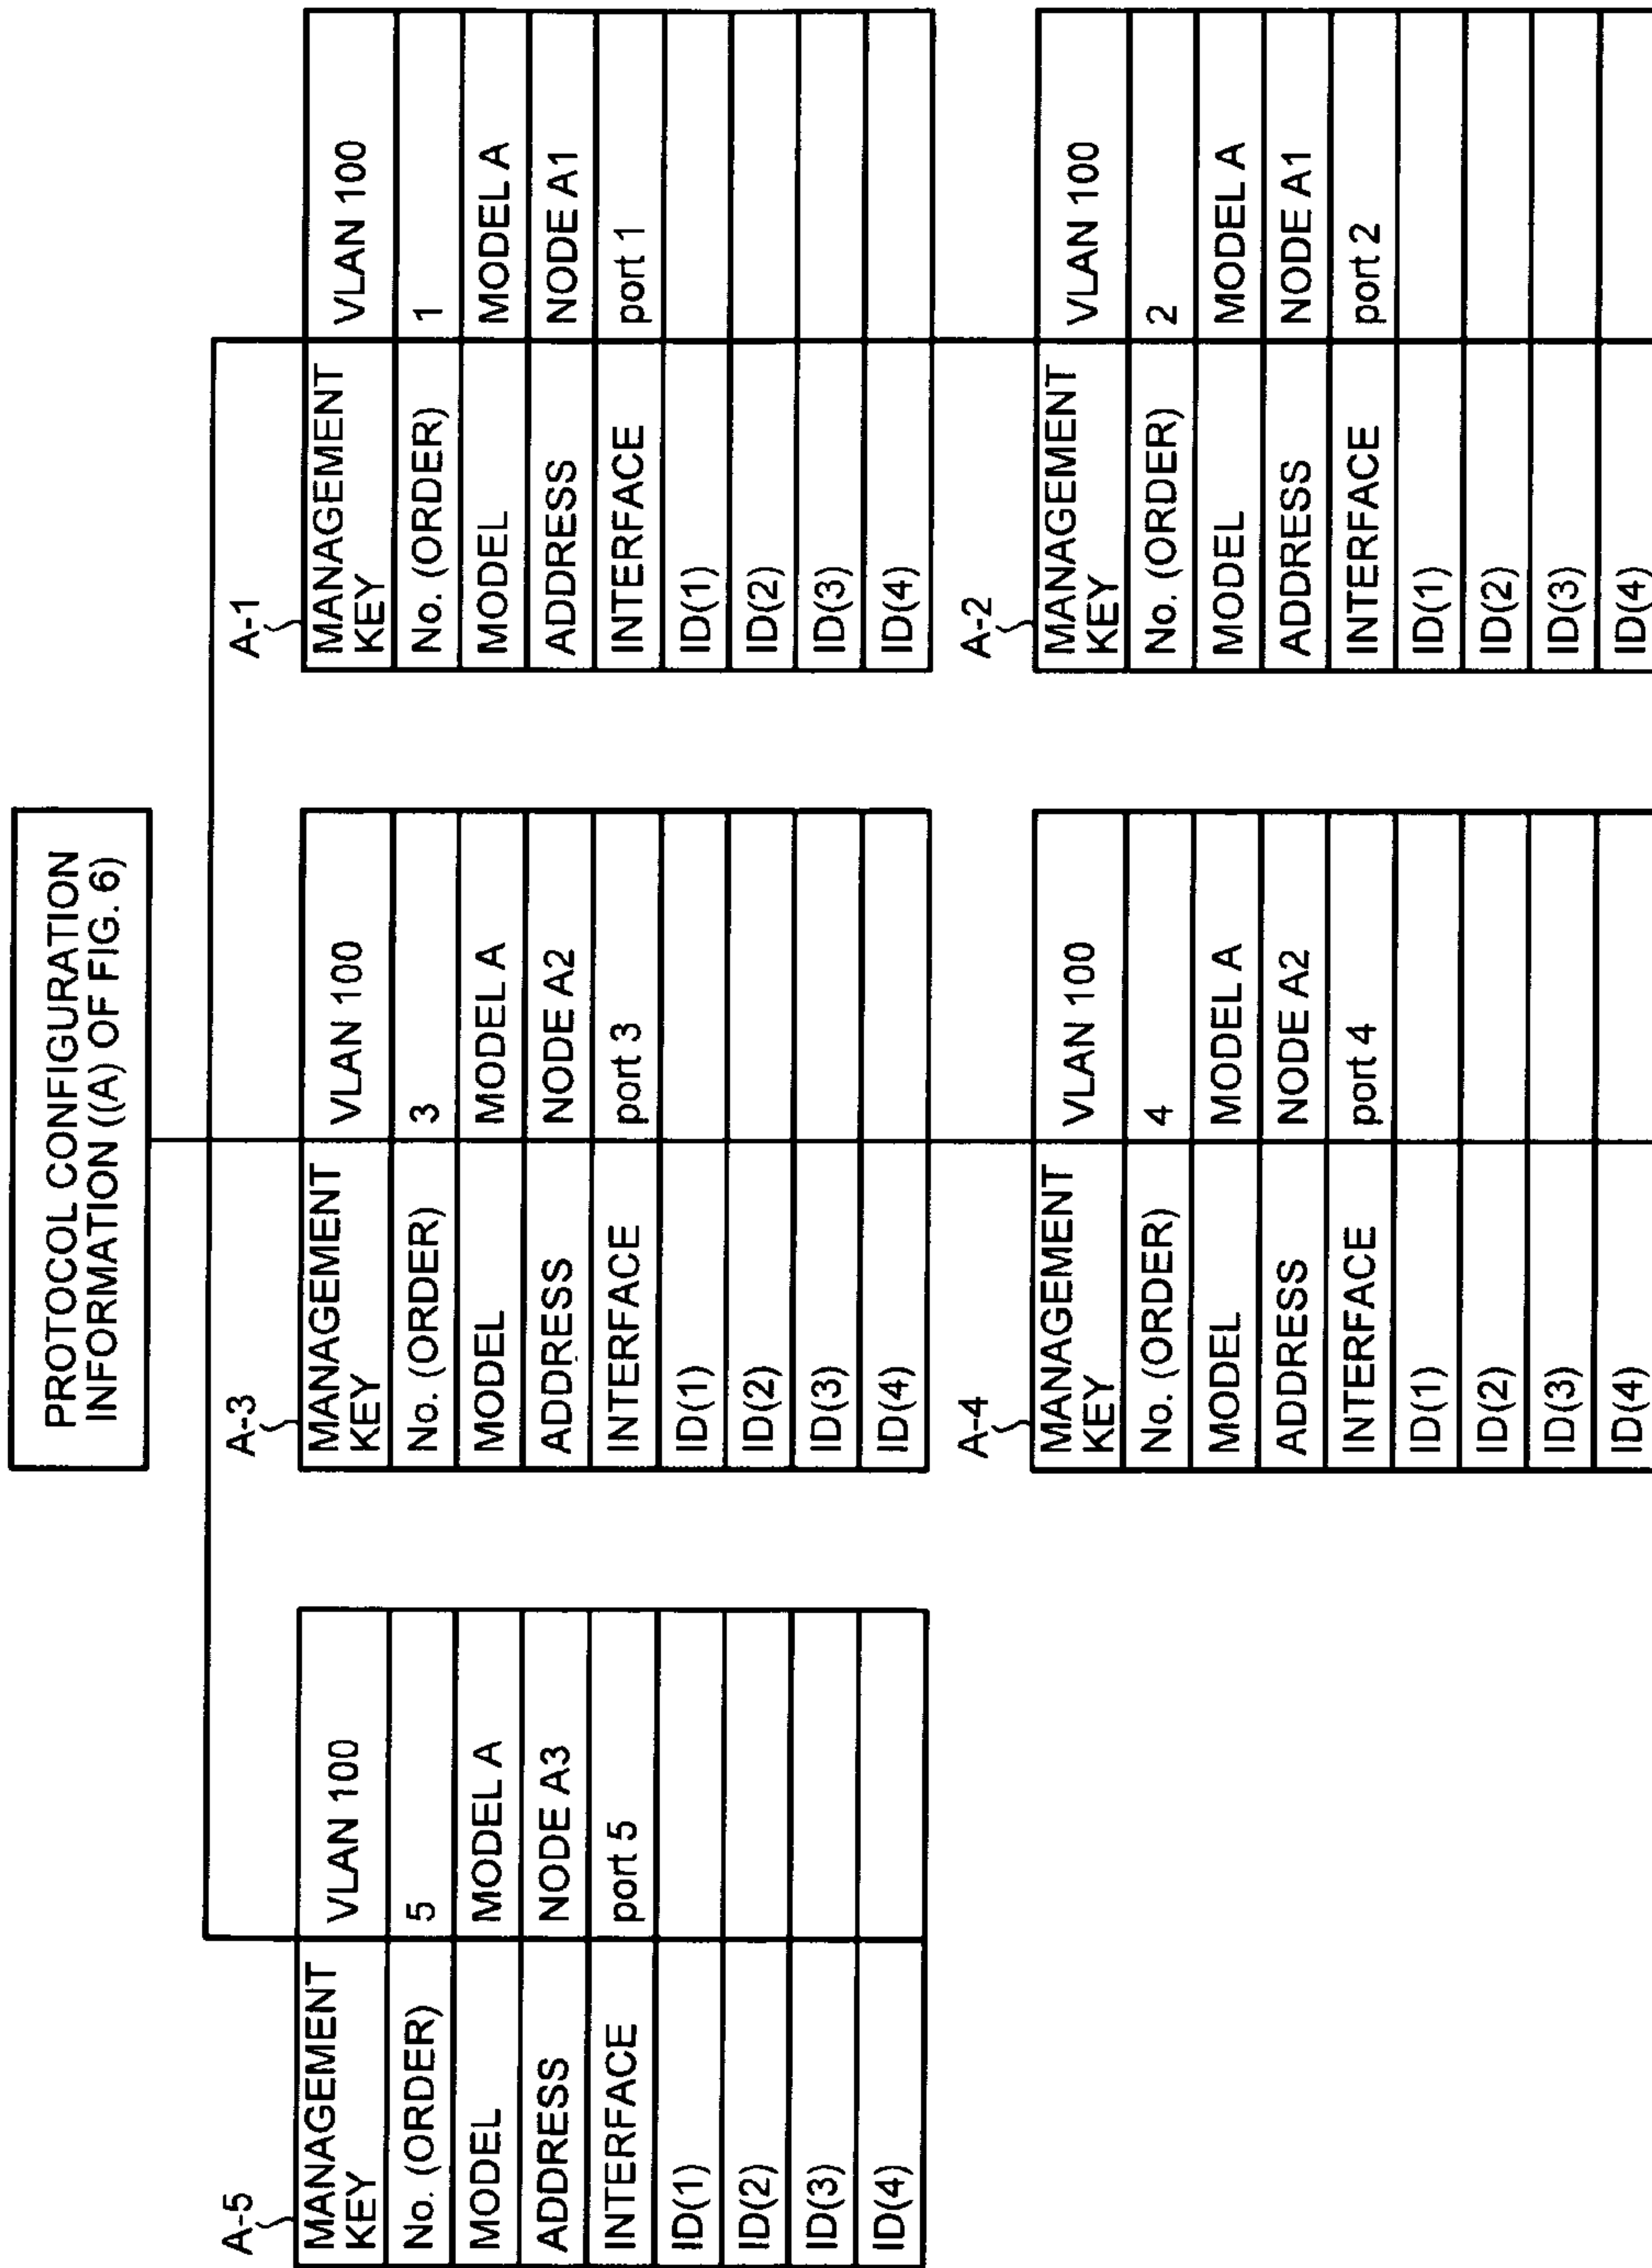 PROTOCOL CONFIGURATION
INFORMATION ((A) OF FIG. 6)
A-5
MANAGEMENT
KEY
VLAN 100
No. (ORDER)
5
MODEL
MODEL A
ADDRESS
NODE A3
INTERFACE
port 5
ID(1)
ID(2)
ID(3)
ID(4)
A-3
MANAGEMENT
KEY
VLAN 100
No. (ORDER)
3
MODEL
MODEL A
ADDRESS
NODE A2
INTERFACE
port 3
ID(1)
ID(2)
ID(3)
ID(4)
A-1
MANAGEMENT
KEY
VLAN 100
No. (ORDER)
1
MODEL
MODEL A
ADDRESS
NODE A1
INTERFACE
port 1
ID(1)
ID(2)
ID(3)
ID(4)
A-4
MANAGEMENT
KEY
VLAN 100
No. (ORDER)
4
MODEL
MODEL A
ADDRESS
NODE A2
INTERFACE
port 4
ID(1)
ID(2)
ID(3)
ID(4)
A-2
MANAGEMENT
KEY
VLAN 100
No. (ORDER)
2
MODEL
MODEL A
ADDRESS
NODE A1
INTERFACE
port 2
ID(1)
ID(2)
ID(3)
ID(4)